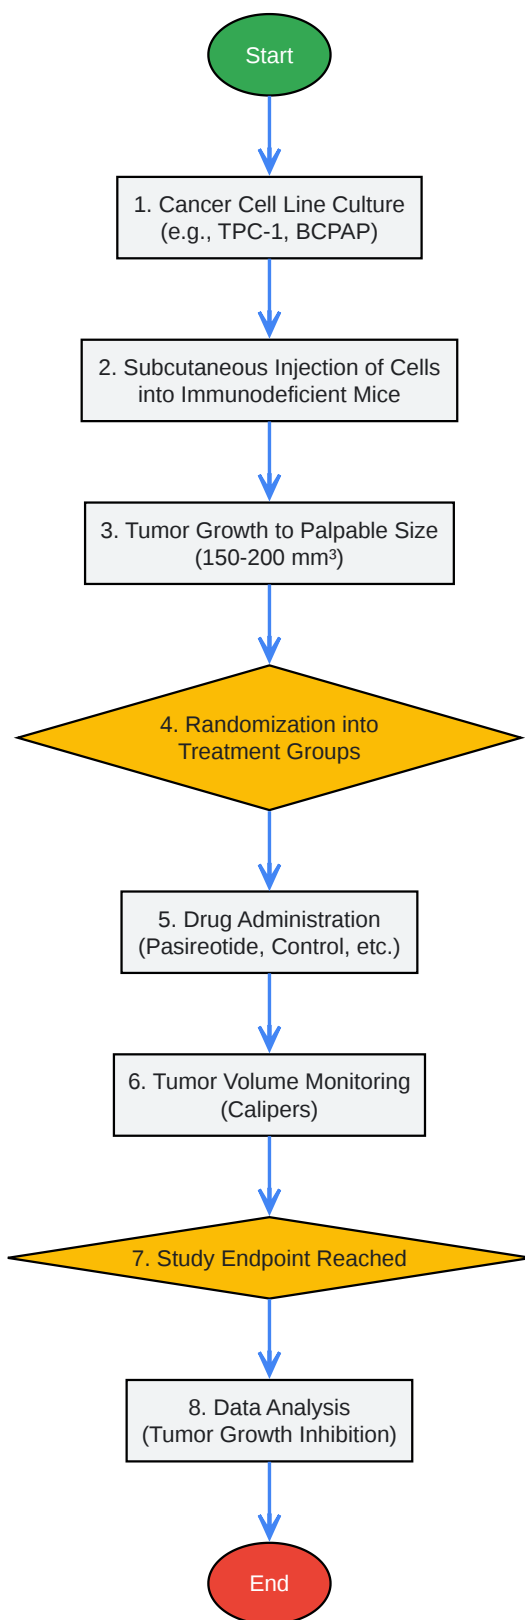 Start
1. Cancer Cell Line Culture
(e.g., TPC-1, BCPAP)
2. Subcutaneous Injection of Cells
into Immunodeficient Mice
3. Tumor Growth to Palpable Size
(150-200 mm³)
4. Randomization into
Treatment Groups
5. Drug Administration
(Pasireotide, Control, etc.)
6. Tumor Volume Monitoring
(Calipers)
7. Study Endpoint Reached
8. Data Analysis
(Tumor Growth Inhibition)
End